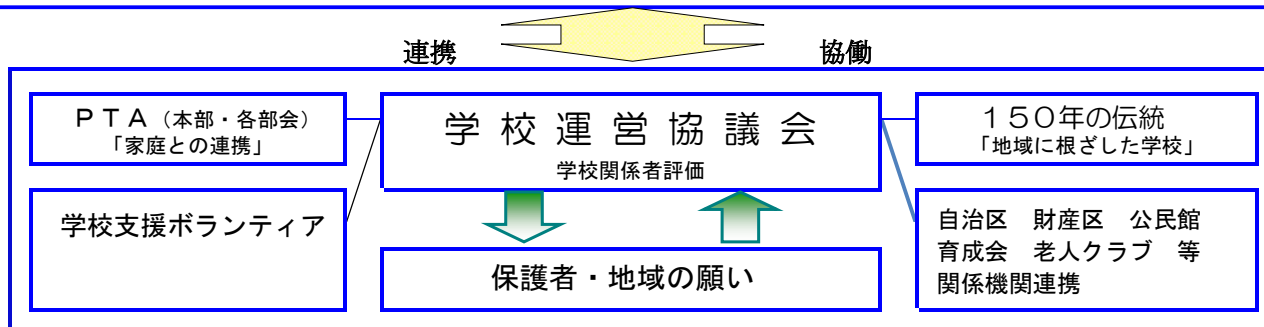 連携
協働
ＰＴＡ（本部・各部会）
「家庭との連携」
学校運営協議会
学校関係者評価
１５０年の伝統
「地域に根ざした学校」
学校支援ボランティア
保護者・地域の願い
自治区　財産区　公民館
育成会　老人クラブ　等
関係機関連携